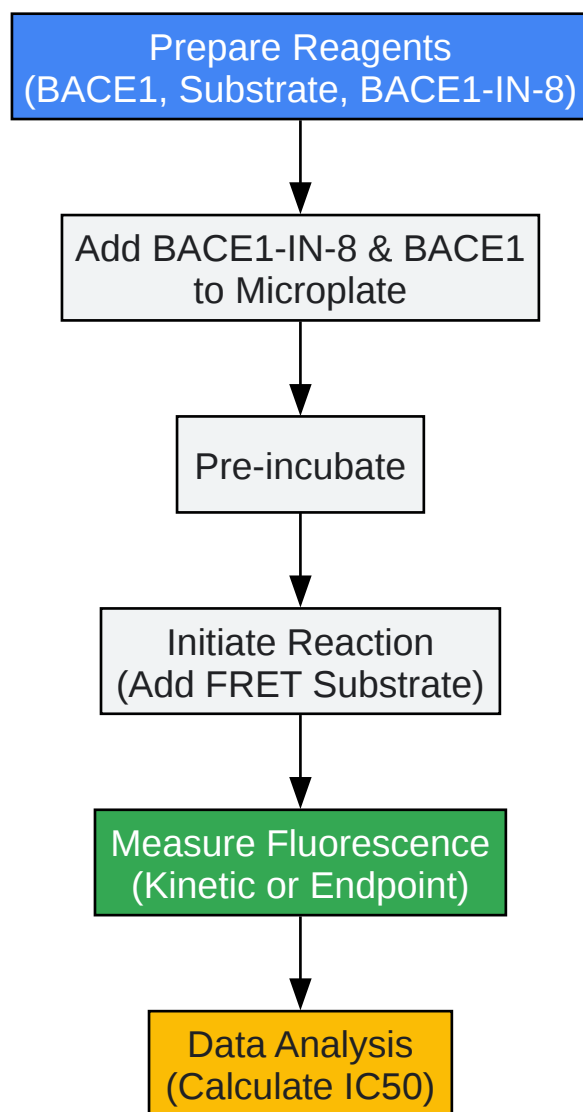 Prepare Reagents
(BACE1, Substrate, BACE1-IN-8)
Add BACE1-IN-8 & BACE1
to Microplate
Pre-incubate
Initiate Reaction
(Add FRET Substrate)
Measure Fluorescence
(Kinetic or Endpoint)
Data Analysis
(Calculate IC50)